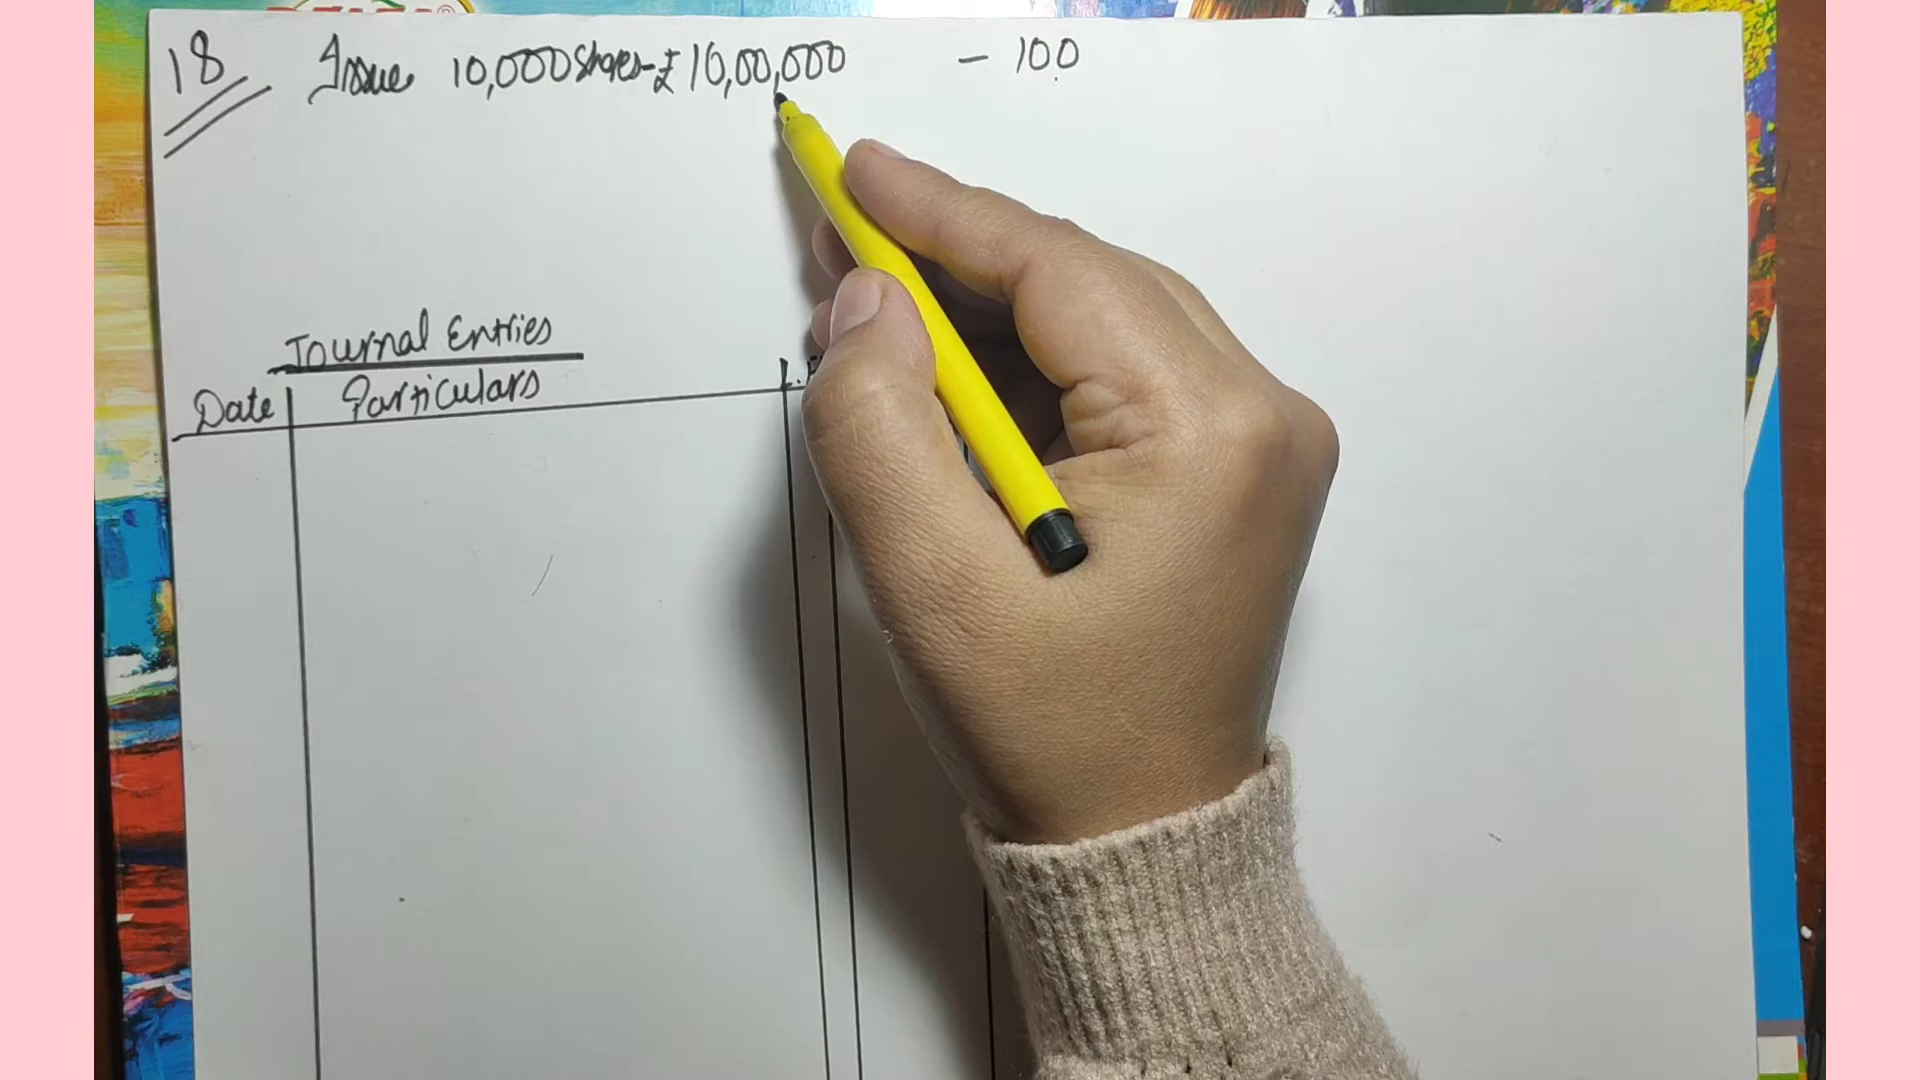 18 Issue 10,000 Shares - ₹ 10,00,000 - 100
Journal Entries
Date Particulars L.F